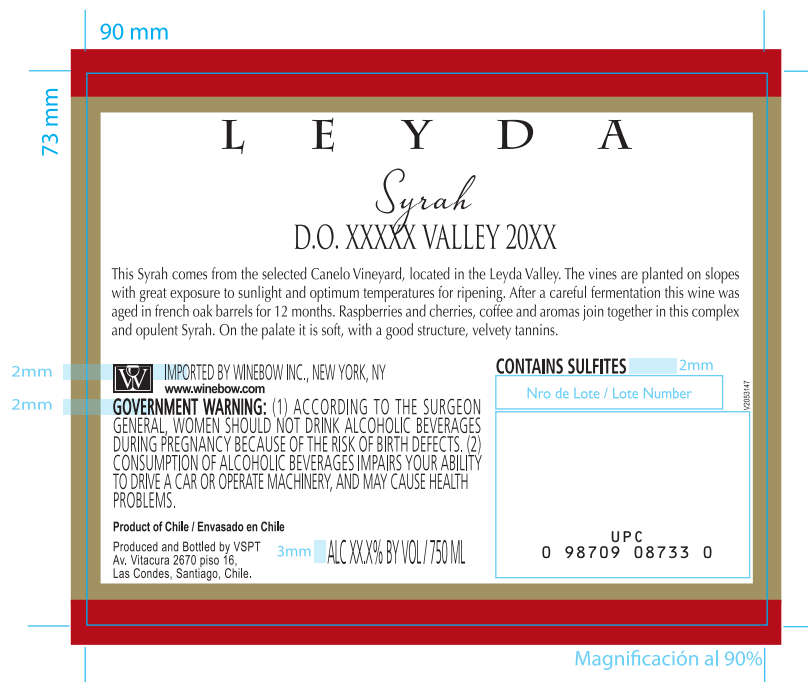 90 mm
73 mm
LEYDA
Syrah
D.O. XXXXX VALLEY 20XX
This Syrah comes from the selected Canelo Vineyard, located in the Leyda Valley. The vines are planted on slopes
with great exposure to sunlight and optimum temperatures for ripening. After a careful fermentation this wine was
aged in french oak barrels for 12 months. Raspberries and cherries, coffee and aromas join together in this complex
and opulent Syrah. On the palate it is soft, with a good structure, velvety tannins.
2mm
W
IMPORTED BY WINEBOW INC., NEW YORK, NY
www.winebow.com
2mm
GOVERNMENT WARNING: (1) ACCORDING TO THE SURGEON
GENERAL, WOMEN SHOULD NOT DRINK ALCOHOLIC BEVERAGES
DURING PREGNANCY BECAUSE OF THE RISK OF BIRTH DEFECTS. (2)
CONSUMPTION OF ALCOHOLIC BEVERAGES IMPAIRS YOUR ABILITY
TO DRIVE A CAR OR OPERATE MACHINERY, AND MAY CAUSE HEALTH
PROBLEMS.
Product of Chile / Envasado en Chile
Produced and Bottled by VSPT
Av. Vitacura 2670 piso 16,
Las Condes, Santiago, Chile.
3mm
ALC XX.X% BY VOL / 750 ML
CONTAINS SULFITES
2mm
Nro de Lote / Lote Number
V2053147
UPC
0 98709 08733 0
Magnificación al 90%